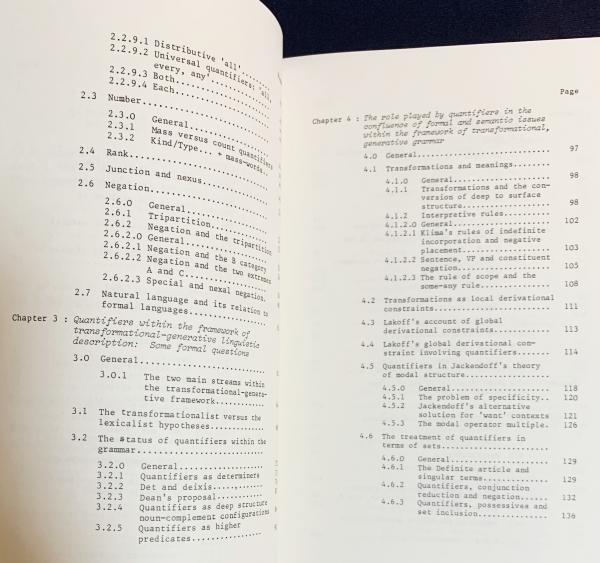 2.2.9.1 Distributive 'all'........
2.2.9.2 Universal quantifiers: 'all,
every, any'........
2.2.9.3 Both................
2.2.9.4 Each................
2.3 Number....................
2.3.0 General................
2.3.1 Mass versus count quantifiers
2.3.2 Kind/Type... + mass-words..
2.4 Rank......................
2.5 Junction and nexus............
2.6 Negation..................
2.6.0 General................
2.6.1 Tripartition............
2.6.2 Negation and the tripartition
2.6.2.0 General..............
2.6.2.1 Negation and the B category
2.6.2.2 Negation and the two extremes
A and C................
2.6.2.3 Special and nexal negation.
2.7 Natural language and its relation to
formal languages..............
Chapter 3 : Quantifiers within the framework of
transformational-generative linguistic
description: Some formal questions
3.0 General....................
3.0.1 The two main streams within
the transformational-genera-
tive framework..............
3.1 The transformationalist versus the
lexicalist hypotheses..........
3.2 The status of quantifiers within the
grammar......................
3.2.0 General................
3.2.1 Quantifiers as determiners
3.2.2 Det and deixis............
3.2.3 Dean's proposal............
3.2.4 Quantifiers as deep structure
noun-complement configurations
3.2.5 Quantifiers as higher
predicates................
Page
Chapter 4 : The role played by quantifiers in the
confluence of formal and semantic issues
within the framework of transformational,
generative grammar
4.0 General...................... 97
4.1 Transformations and meanings....... 98
4.1.0 General.................. 98
4.1.1 Transformations and the con-
version of deep to surface
structure................ 98
4.1.2 Interpretive rules........
4.1.2.0 General.................. 102
4.1.2.1 Klima's rules of indefinite
incorporation and negative
placement................ 103
4.1.2.2 Sentence, VP and constituent
negation.................. 105
4.1.2.3 The rule of scope and the
some-any rule............ 108
4.2 Transformations as local derivational
constraints.................. 111
4.3 Lakoff's account of global
derivational constraints.......... 113
4.4 Lakoff's global derivational con-
straint involving quantifiers....... 114
4.5 Quantifiers in Jackendoff's theory
of modal structure..............
4.5.0 General.................. 118
4.5.1 The problem of specificity.. 120
4.5.2 Jackendoff's alternative
solution for 'want' contexts 121
4.5.3 The modal operator multiple. 126
4.6 The treatment of quantifiers in
terms of sets
4.6.0 General.................. 129
4.6.1 The Definite article and
singular terms............ 129
4.6.2 Quantifiers, conjunction
reduction and negation...... 132
4.6.3 Quantifiers, possessives and
set inclusion.............. 136